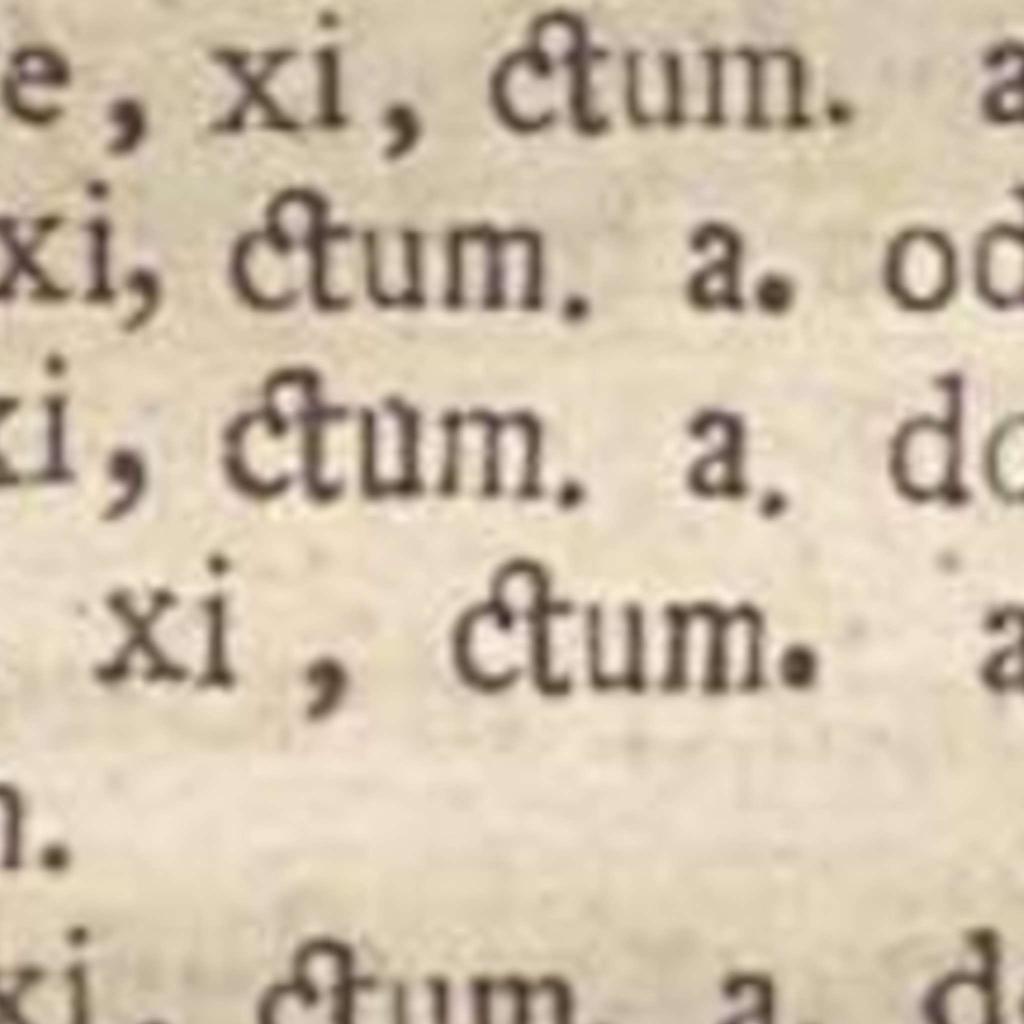 e, xi, ctum. a
xi, ctum. a. od
xi, ctum. a. do
xi, ctum. a
xi, ctum. a. d